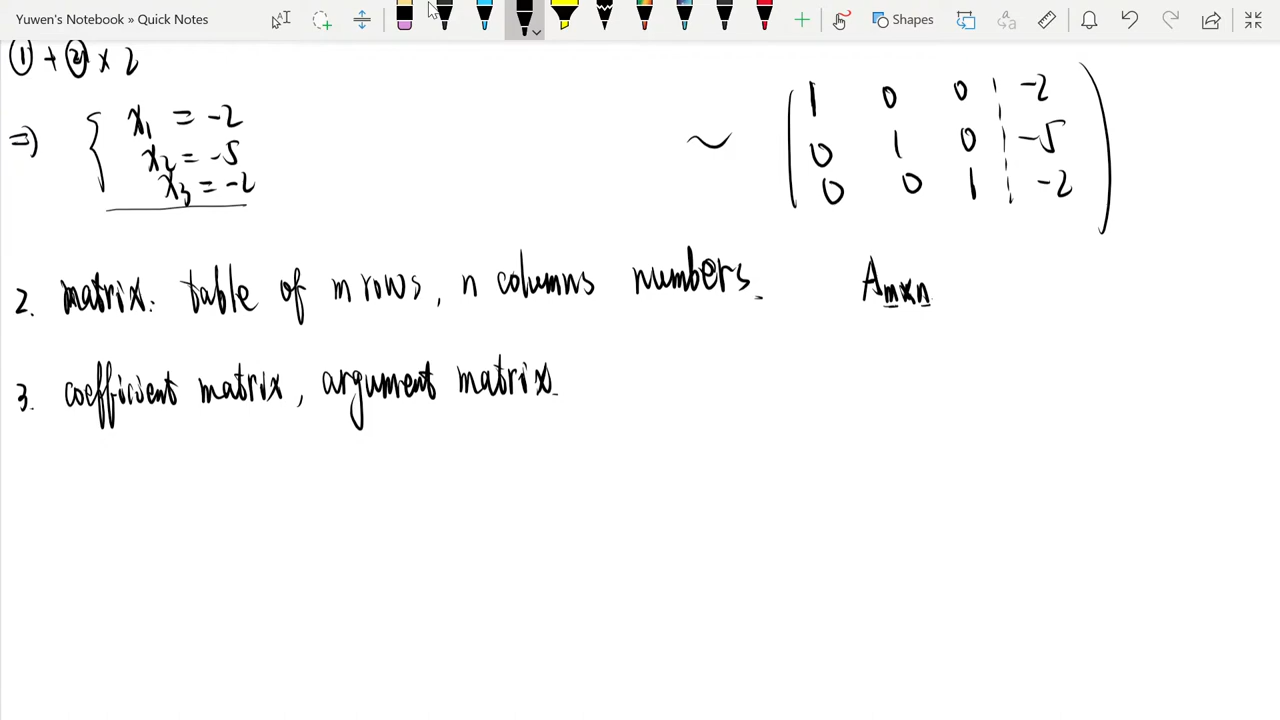 Yuwen's Notebook » Quick Notes
Shapes
① + ② × 2
⇒ { x₁ = -2
x₂ = -5
x₃ = -2
~ ( 1 0 0 ¦ -2
0 1 0 ¦ -5
0 0 1 ¦ -2 )
2. matrix. table of m rows, n columns numbers. Aₘₓₙ
3. coefficient matrix, argument matrix.